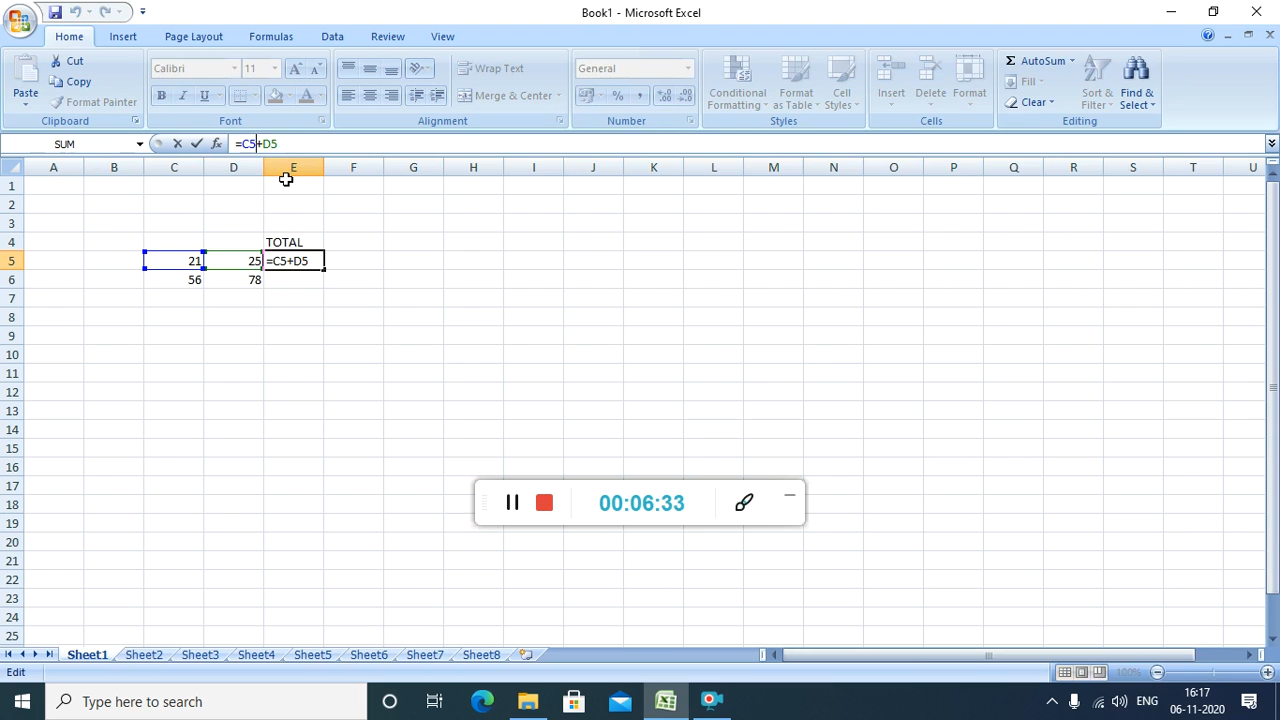 Book1 - Microsoft Excel
Home Insert Page Layout Formulas Data Review View
Paste Cut Copy Format Painter
Calibri 11 A A
B I U A
Wrap Text
Merge & Center
General
% ,
Conditional Formatting Format as Table Cell Styles
Insert Delete Format
Σ AutoSum Fill Clear
Sort & Filter Find & Select
Clipboard Font Alignment Number Styles Cells Editing
SUM fx =C5+D5
A B C D E F G H I J K L M N O P Q R S T U
1
2
3
4 TOTAL
5 21 25 =C5+D5
6 56 78
7
8
9
10
11
12
13
14
15
16
17
18
19
20
21
22
23
24
25
00:06:33
Sheet1 Sheet2 Sheet3 Sheet4 Sheet5 Sheet6 Sheet7 Sheet8
Edit 100%
Type here to search
ENG 16:17
06-11-2020